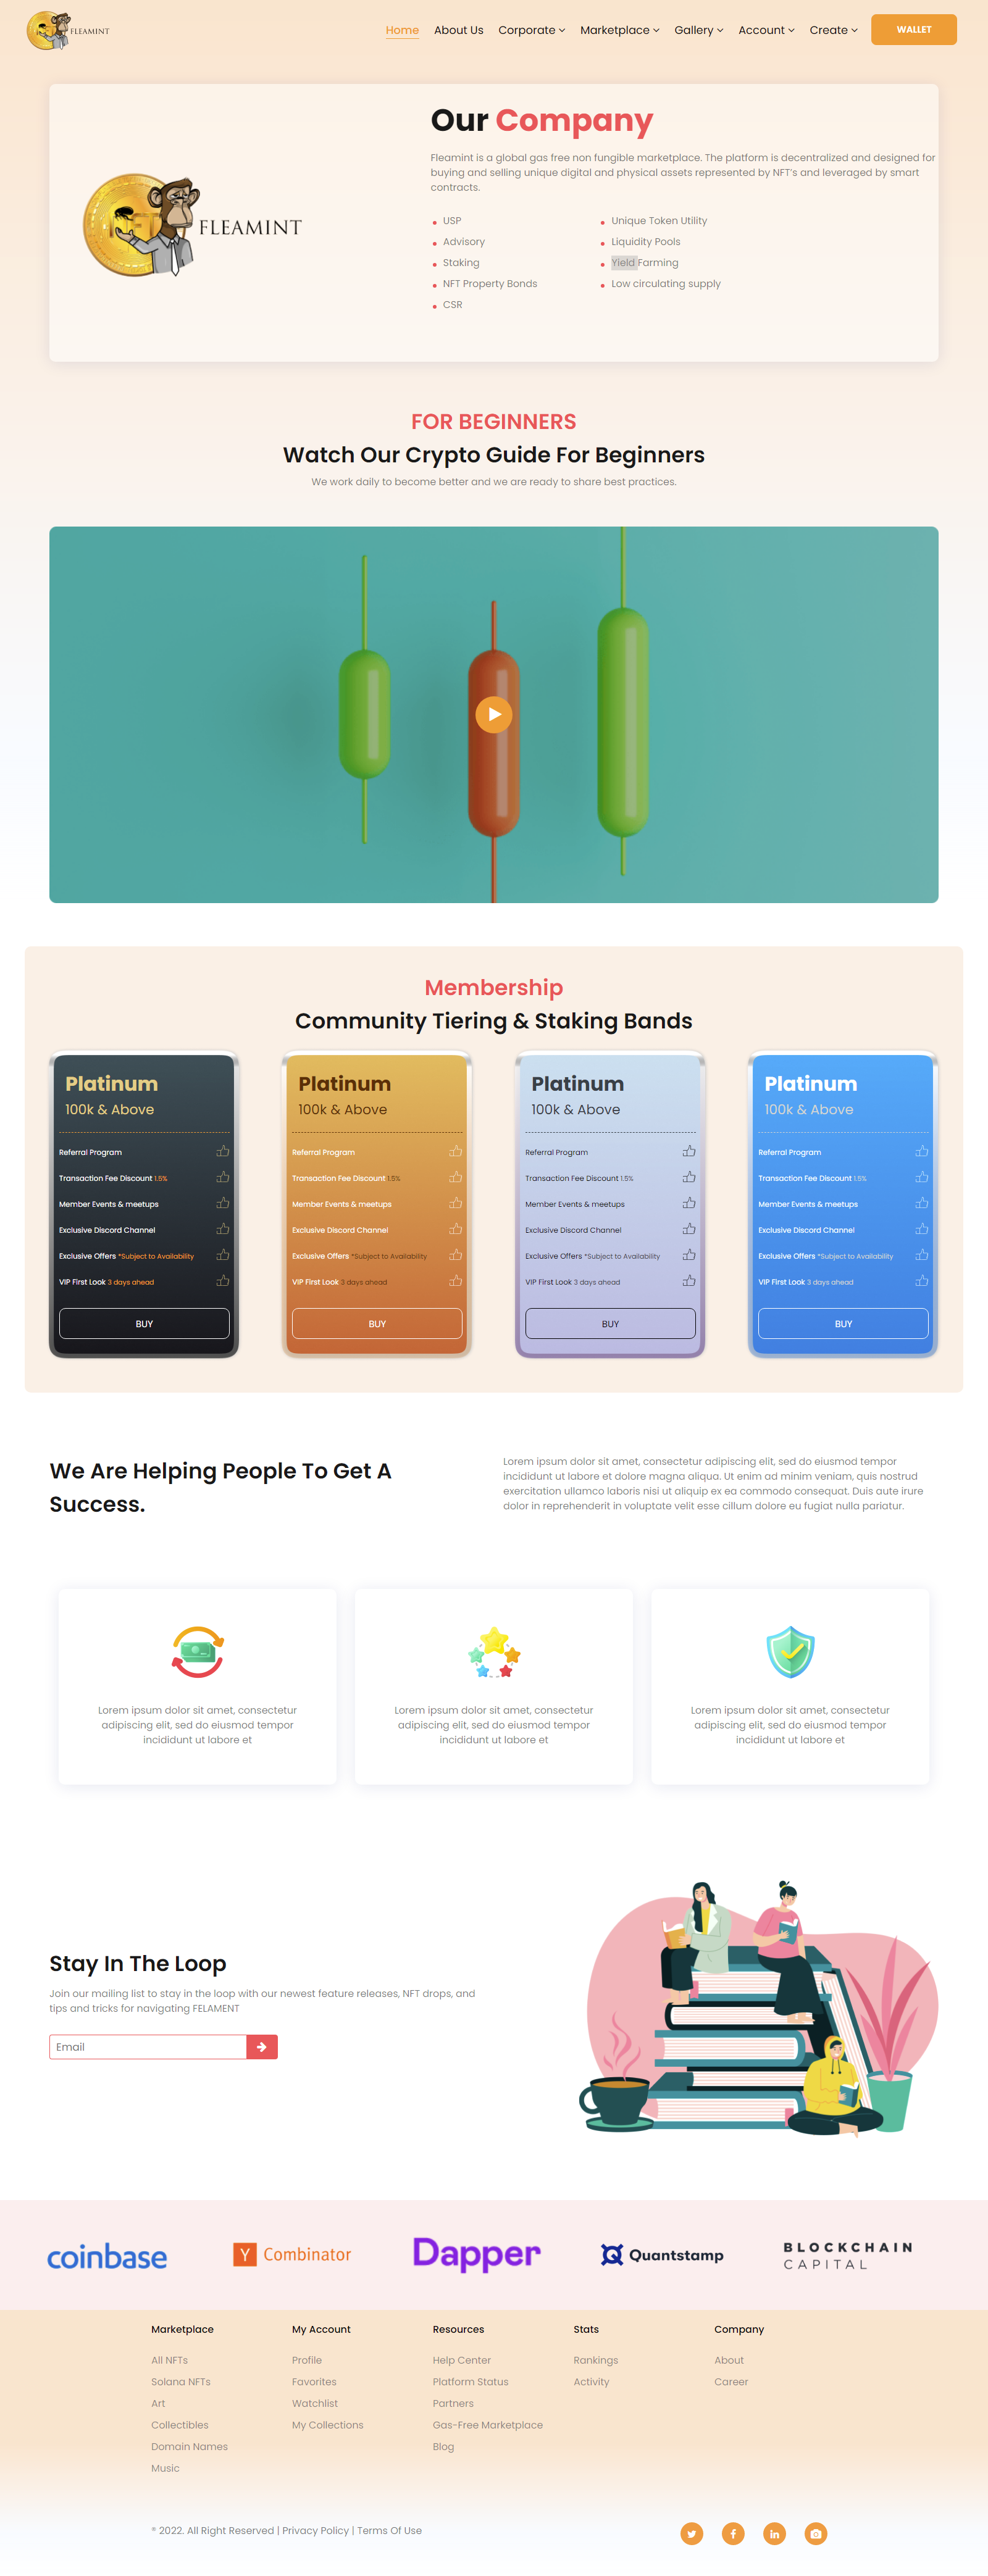 FLEAMINT
Home About Us Corporate Marketplace Gallery Account Create WALLET
Our Company
Fleamint is a global gas free non fungible marketplace. The platform is decentralized and designed for
buying and selling unique digital and physical assets represented by NFT's and leveraged by smart
contracts.
FLEAMINT
USP
Advisory
Staking
NFT Property Bonds
CSR
Unique Token Utility
Liquidity Pools
Yield Farming
Low circulating supply
FOR BEGINNERS
Watch Our Crypto Guide For Beginners
We work daily to become better and we are ready to share best practices.
Membership
Community Tiering & Staking Bands
Platinum
100k & Above
Referral Program
Transaction Fee Discount 1.5%
Member Events & meetups
Exclusive Discord Channel
Exclusive Offers *Subject to Availability
VIP First Look 3 days ahead
BUY
Platinum
100k & Above
Referral Program
Transaction Fee Discount 1.5%
Member Events & meetups
Exclusive Discord Channel
Exclusive Offers *Subject to Availability
VIP First Look 3 days ahead
BUY
Platinum
100k & Above
Referral Program
Transaction Fee Discount 1.5%
Member Events & meetups
Exclusive Discord Channel
Exclusive Offers *Subject to Availability
VIP First Look 3 days ahead
BUY
Platinum
100k & Above
Referral Program
Transaction Fee Discount 1.5%
Member Events & meetups
Exclusive Discord Channel
Exclusive Offers *Subject to Availability
VIP First Look 3 days ahead
BUY
We Are Helping People To Get A
Success.
Lorem ipsum dolor sit amet, consectetur adipiscing elit, sed do eiusmod tempor
incididunt ut labore et dolore magna aliqua. Ut enim ad minim veniam, quis nostrud
exercitation ullamco laboris nisi ut aliquip ex ea commodo consequat. Duis aute irure
dolor in reprehenderit in voluptate velit esse cillum dolore eu fugiat nulla pariatur.
Lorem ipsum dolor sit amet, consectetur
adipiscing elit, sed do eiusmod tempor
incididunt ut labore et
Lorem ipsum dolor sit amet, consectetur
adipiscing elit, sed do eiusmod tempor
incididunt ut labore et
Lorem ipsum dolor sit amet, consectetur
adipiscing elit, sed do eiusmod tempor
incididunt ut labore et
Stay In The Loop
Join our mailing list to stay in the loop with our newest feature releases, NFT drops, and
tips and tricks for navigating FELAMENT
Email
coinbase
Y Combinator
Dapper
Quantstamp
BLOCKCHAIN
CAPITAL
Marketplace
All NFTs
Solana NFTs
Art
Collectibles
Domain Names
Music
My Account
Profile
Favorites
Watchlist
My Collections
Resources
Help Center
Platform Status
Partners
Gas-Free Marketplace
Blog
Stats
Rankings
Activity
Company
About
Career
® 2022. All Right Reserved | Privacy Policy | Terms Of Use